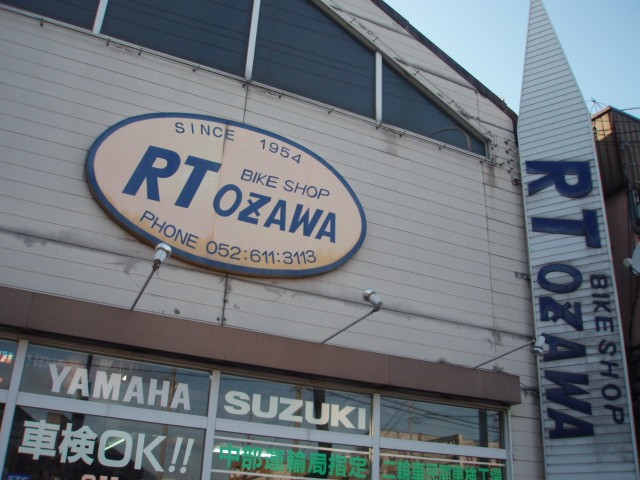 SINCE 1954
BIKE SHOP
RT OZAWA
PHONE 052:611:3113
RT OZAWA
BIKE SHOP
YAMAHA
SUZUKI
車検OK!!
中部運輸局指定